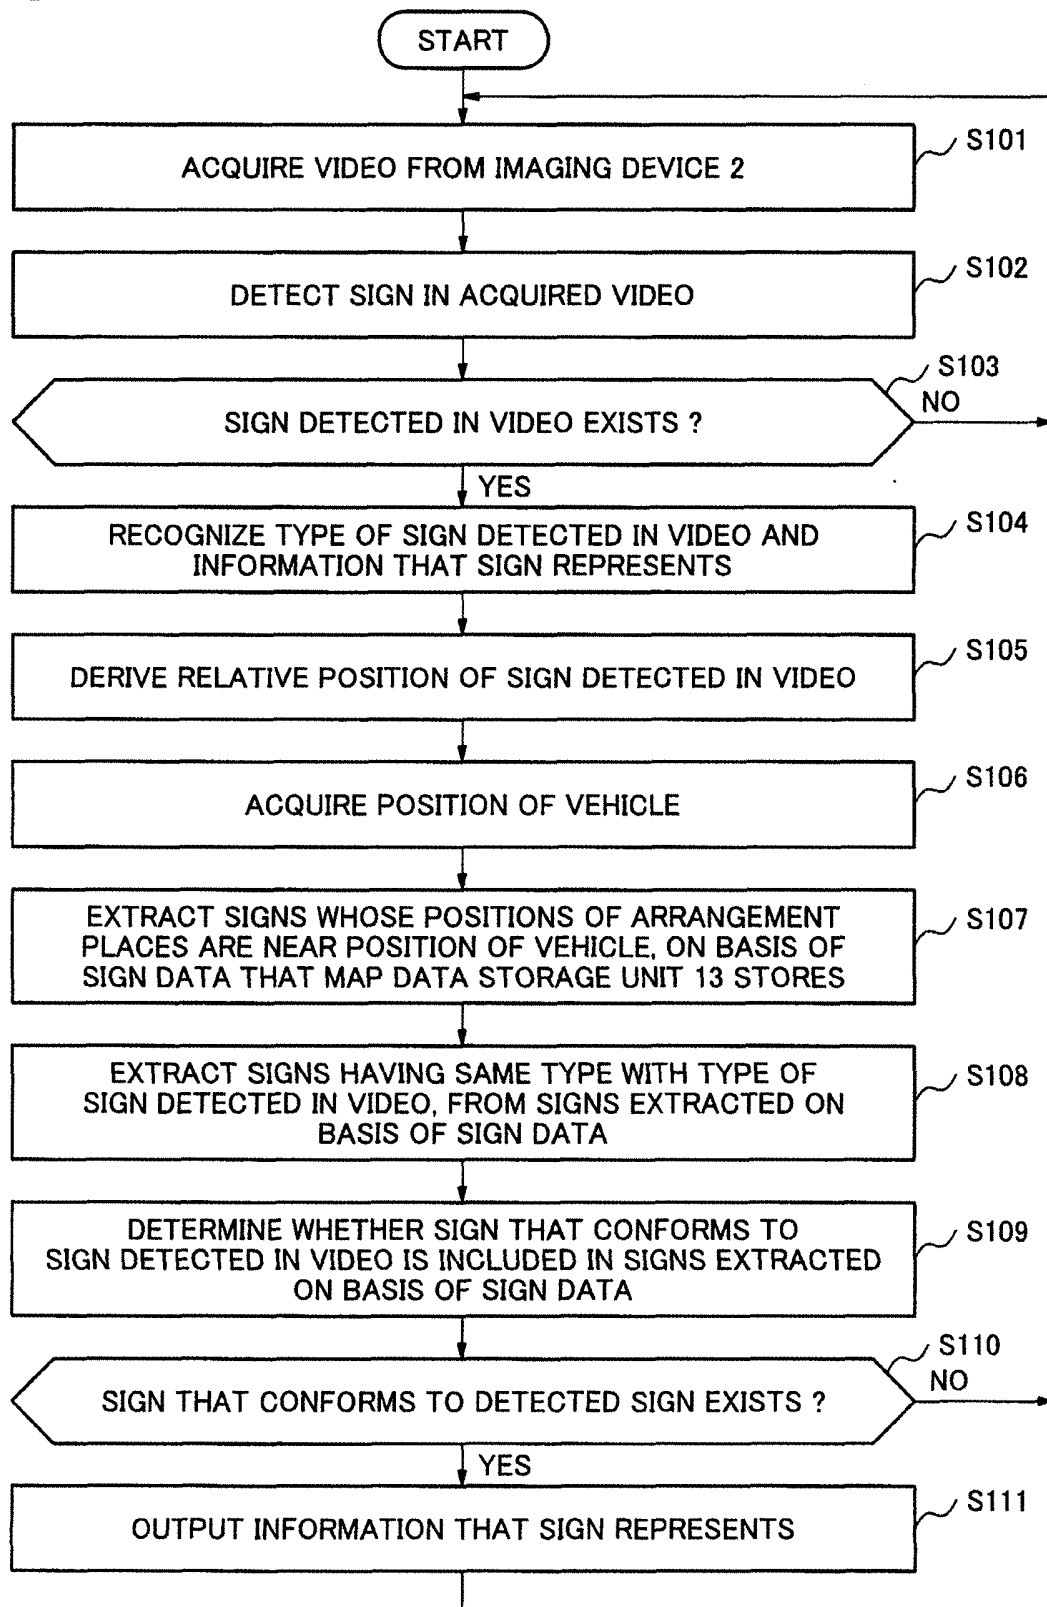 START
S101
ACQUIRE VIDEO FROM IMAGING DEVICE 2
S102
DETECT SIGN IN ACQUIRED VIDEO
S103
SIGN DETECTED IN VIDEO EXISTS ?
NO
YES
S104
RECOGNIZE TYPE OF SIGN DETECTED IN VIDEO AND
INFORMATION THAT SIGN REPRESENTS
S105
DERIVE RELATIVE POSITION OF SIGN DETECTED IN VIDEO
S106
ACQUIRE POSITION OF VEHICLE
S107
EXTRACT SIGNS WHOSE POSITIONS OF ARRANGEMENT
PLACES ARE NEAR POSITION OF VEHICLE, ON BASIS OF
SIGN DATA THAT MAP DATA STORAGE UNIT 13 STORES
S108
EXTRACT SIGNS HAVING SAME TYPE WITH TYPE OF
SIGN DETECTED IN VIDEO, FROM SIGNS EXTRACTED ON
BASIS OF SIGN DATA
S109
DETERMINE WHETHER SIGN THAT CONFORMS TO
SIGN DETECTED IN VIDEO IS INCLUDED IN SIGNS EXTRACTED
ON BASIS OF SIGN DATA
S110
SIGN THAT CONFORMS TO DETECTED SIGN EXISTS ?
NO
YES
S111
OUTPUT INFORMATION THAT SIGN REPRESENTS